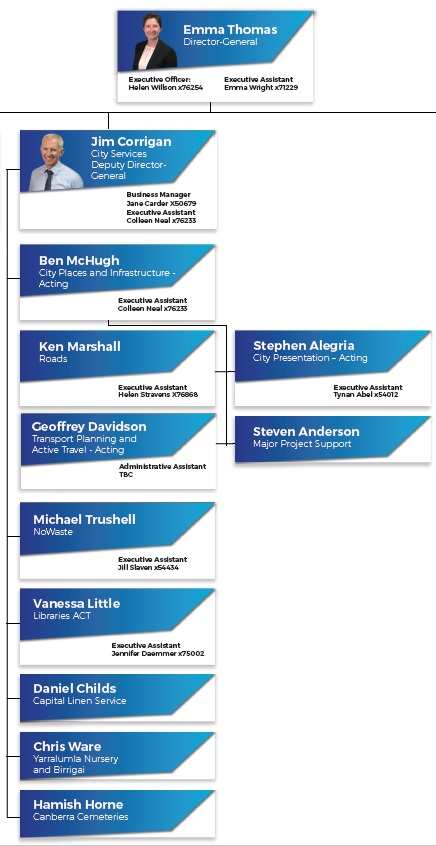 Emma Thomas
Director-General
Executive Officer:
Helen Willson x76254
Executive Assistant
Emma Wright x71229
Jim Corrigan
City Services
Deputy Director-
General
Business Manager
Jane Carder X50679
Executive Assistant
Colleen Neal x76233
Ben McHugh
City Places and Infrastructure -
Acting
Executive Assistant
Colleen Neal x76233
Ken Marshall
Roads
Executive Assistant
Helen Stravens X76868
Stephen Alegria
City Presentation – Acting
Executive Assistant
Tynan Abel x54012
Geoffrey Davidson
Transport Planning and
Active Travel - Acting
Administrative Assistant
TBC
Steven Anderson
Major Project Support
Michael Trushell
NoWaste
Executive Assistant
Jill Slaven x54434
Vanessa Little
Libraries ACT
Executive Assistant
Jennifer Daemmer x75002
Daniel Childs
Capital Linen Service
Chris Ware
Yarralumla Nursery
and Birrigai
Hamish Horne
Canberra Cemeteries